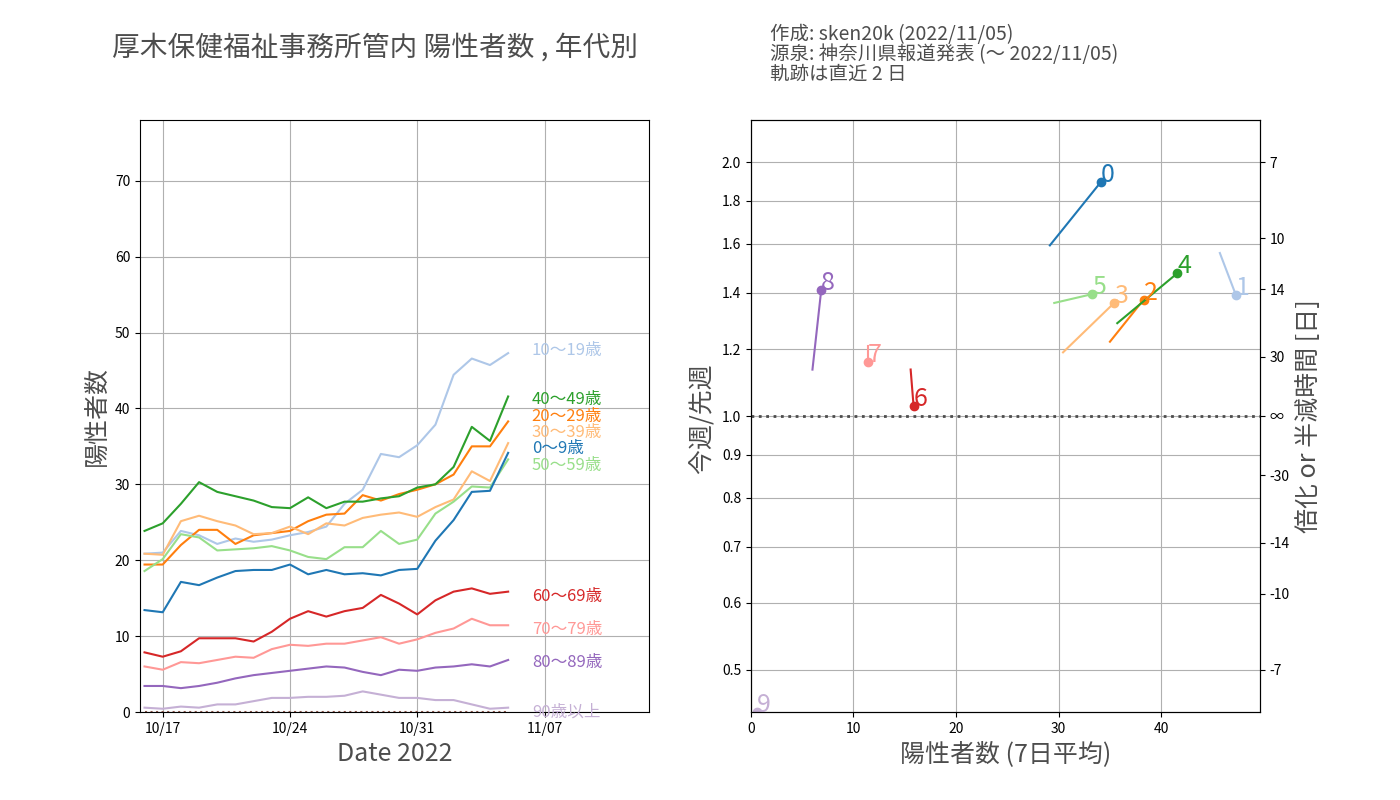 厚木保健福祉事務所管内 陽性者数 , 年代別
作成: sken20k (2022/11/05)
源泉: 神奈川県報道発表 (〜 2022/11/05)
軌跡は直近 2 日
陽性者数
70
60
50
40
30
20
10
0
10/17
10/24
10/31
11/07
Date 2022
10〜19歳
40〜49歳
20〜29歳
30〜39歳
0〜9歳
50〜59歳
60〜69歳
70〜79歳
80〜89歳
90歳以上
今週/先週
2.0
1.8
1.6
1.4
1.2
1.0
0.9
0.8
0.7
0.6
0.5
0
1
2
3
4
5
6
7
8
9
0
10
20
30
40
陽性者数 (7日平均)
7
10
14
30
∞
-30
-14
-10
-7
倍化 or 半減時間 [日]